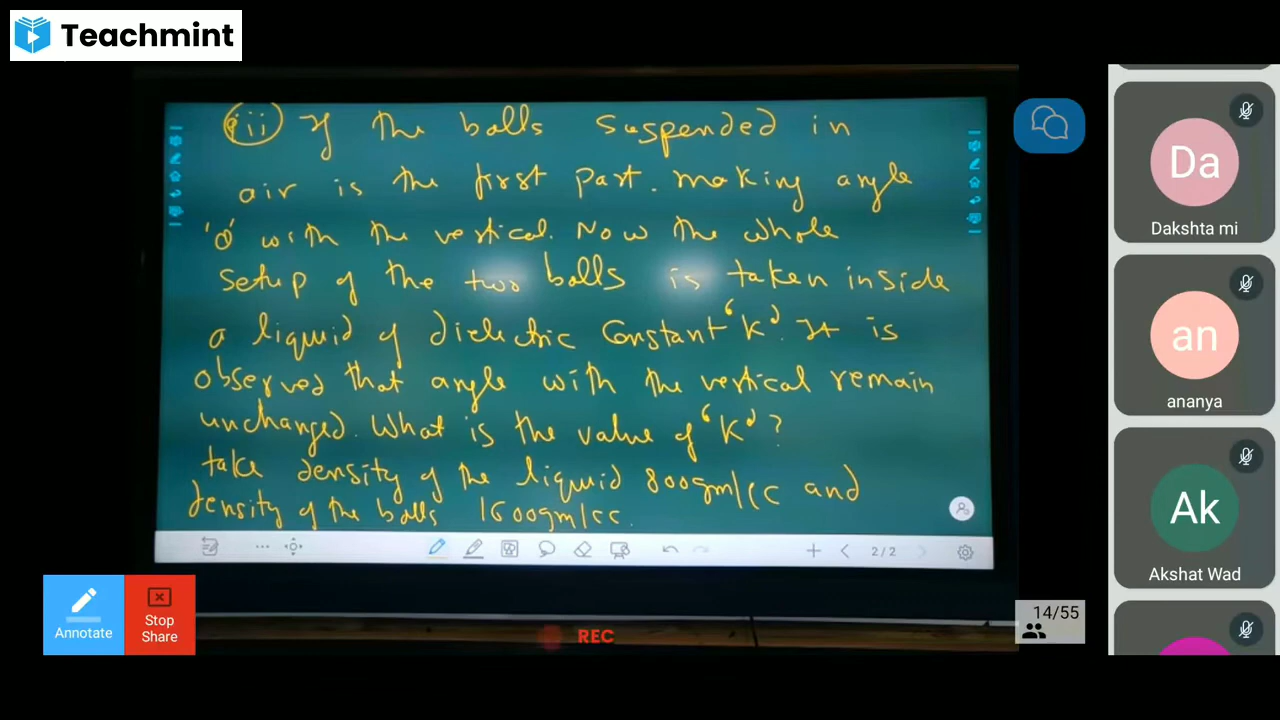 Teachmint
(iii) If the balls suspended in
air is the first part. making angle
'θ' with the vertical. Now the whole
setup of the two balls is taken inside
a liquid of dielectric Constant 'K'. It is
observed that angle with the vertical remain
unchanged. What is the value of 'K'?
take density of the liquid 800gm/cc and
density of the balls 1600gm/cc.
2/2
Annotate
Stop
Share
REC
14/55
Da
Dakshta mi
an
ananya
Ak
Akshat Wad